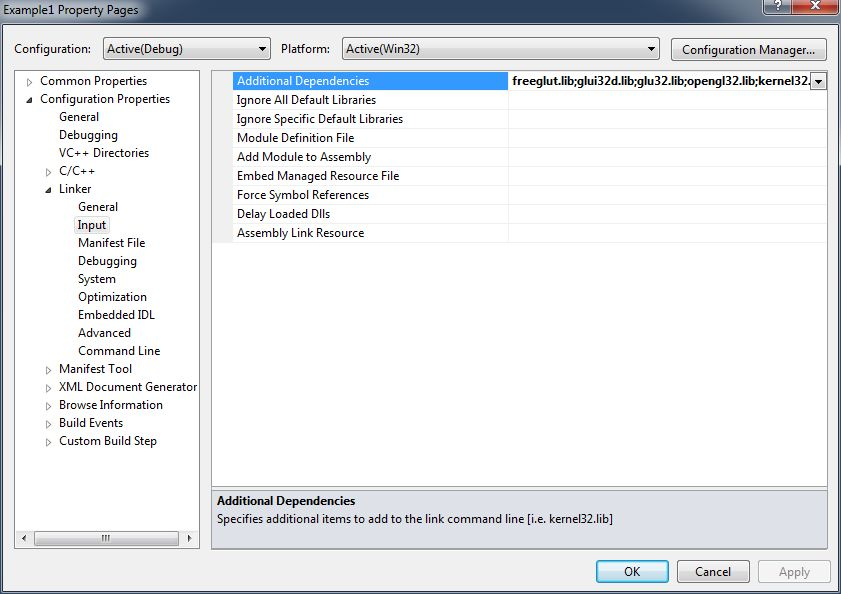 Example1 Property Pages
Configuration: Active(Debug) Platform: Active(Win32) Configuration Manager...
Common Properties
Configuration Properties
General
Debugging
VC++ Directories
C/C++
Linker
General
Input
Manifest File
Debugging
System
Optimization
Embedded IDL
Advanced
Command Line
Manifest Tool
XML Document Generator
Browse Information
Build Events
Custom Build Step
Additional Dependencies freeglut.lib;glui32d.lib;glu32.lib;opengl32.lib;kernel32.
Ignore All Default Libraries
Ignore Specific Default Libraries
Module Definition File
Add Module to Assembly
Embed Managed Resource File
Force Symbol References
Delay Loaded Dlls
Assembly Link Resource
Additional Dependencies
Specifies additional items to add to the link command line [i.e. kernel32.lib]
OK Cancel Apply